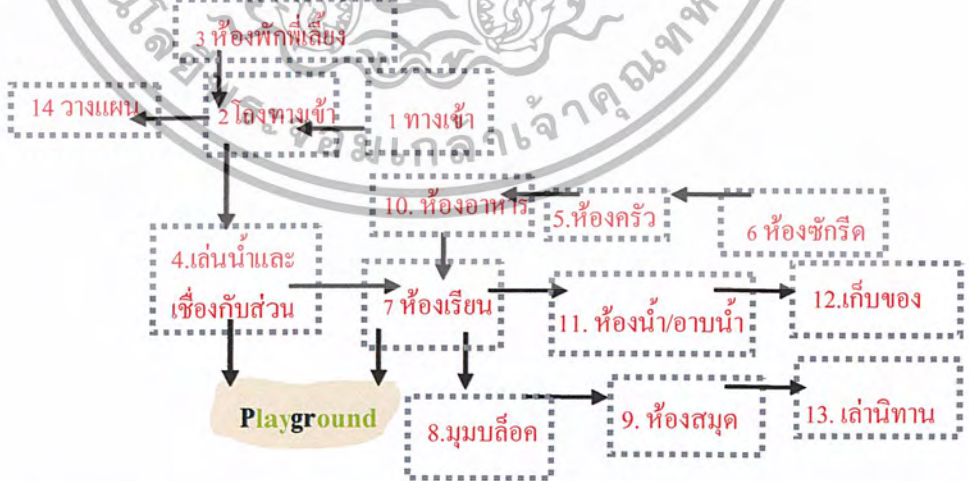 3 ห้องพักพี่เลี้ยง
14 วางแผน
2 โถงทางเข้า
1 ทางเข้า
10. ห้องอาหาร
5.ห้องครัว
6 ห้องซักรีด
4.เล่นน้ำและ
เชื่องกับส่วน
7 ห้องเรียน
11. ห้องน้ำ/อาบน้ำ
12.เก็บของ
Playground
8.มุมบล็อค
9. ห้องสมุด
13. เล่านิทาน